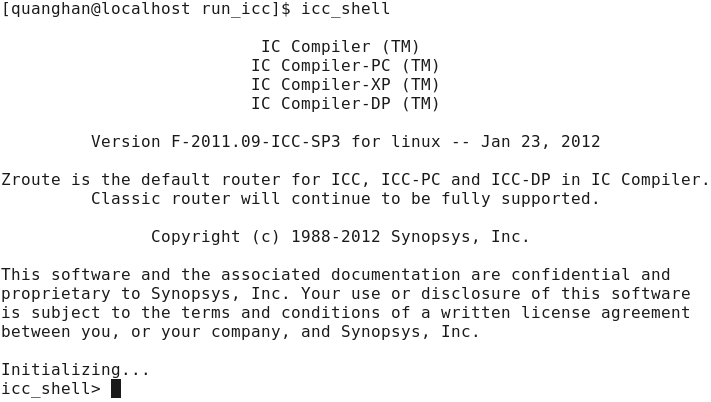 [quanghan@localhost run_icc]$ icc_shell
IC Compiler (TM)
IC Compiler-PC (TM)
IC Compiler-XP (TM)
IC Compiler-DP (TM)
Version F-2011.09-ICC-SP3 for linux -- Jan 23, 2012
Zroute is the default router for ICC, ICC-PC and ICC-DP in IC Compiler.
Classic router will continue to be fully supported.
Copyright (c) 1988-2012 Synopsys, Inc.
This software and the associated documentation are confidential and
proprietary to Synopsys, Inc. Your use or disclosure of this software
is subject to the terms and conditions of a written license agreement
between you, or your company, and Synopsys, Inc.
Initializing...
icc_shell>